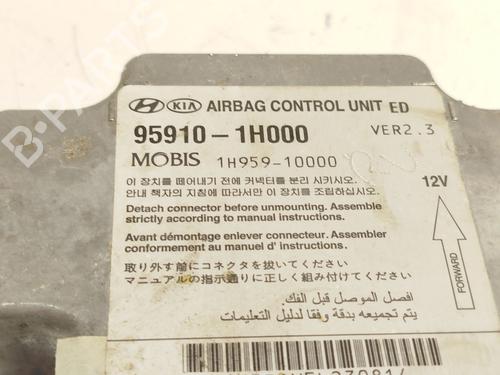 HYUNDAI KIA AIRBAG CONTROL UNIT ED
95910-1H000 VER2.3
MOBIS 1H959-10000
이 장치를 떼어내기 전에 커넥터를 분리 시키시오.
안내 책자의 지침에 따라서만 이 장치를 조립하십시오.
12V
Detach connector before unmounting. Assemble
strictly according to manual instructions.
Avant démontage enlever connecteur. Assembler
conformement au manuel d' instructions.
取り外す前にコネクタを抜いてください
マニュアルの指示通りに組み付けてください
FORWARD
افصل الموصل قبل الفك.
تم تجميعه بدقة وفقا لدليل التعليمات
B-PARTS